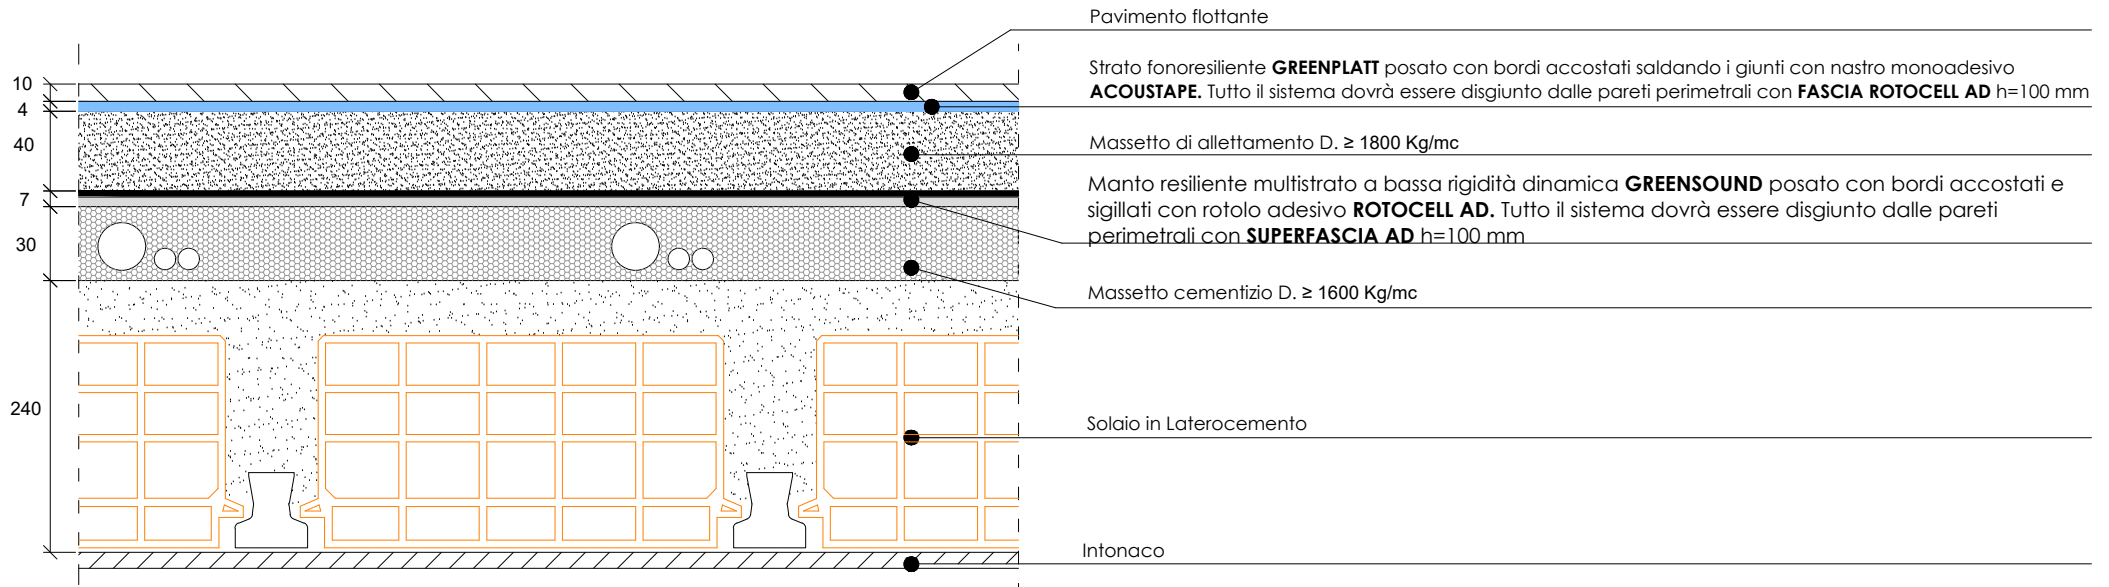 Pavimento flottante
10
Strato fonoresiliente GREENPLATT posato con bordi accostati saldando i giunti con nastro monoadesivo
ACOUSTAPE. Tutto il sistema dovrà essere disgiunto dalle pareti perimetrali con FASCIA ROTOCELL AD h=100 mm
4
40
Massetto di allettamento D. ≥ 1800 Kg/mc
7
Manto resiliente multistrato a bassa rigidità dinamica GREENSOUND posato con bordi accostati e
sigillati con rotolo adesivo ROTOCELL AD. Tutto il sistema dovrà essere disgiunto dalle pareti
perimetrali con SUPERFASCIA AD h=100 mm
30
Massetto cementizio D. ≥ 1600 Kg/mc
240
Solaio in Laterocemento
Intonaco